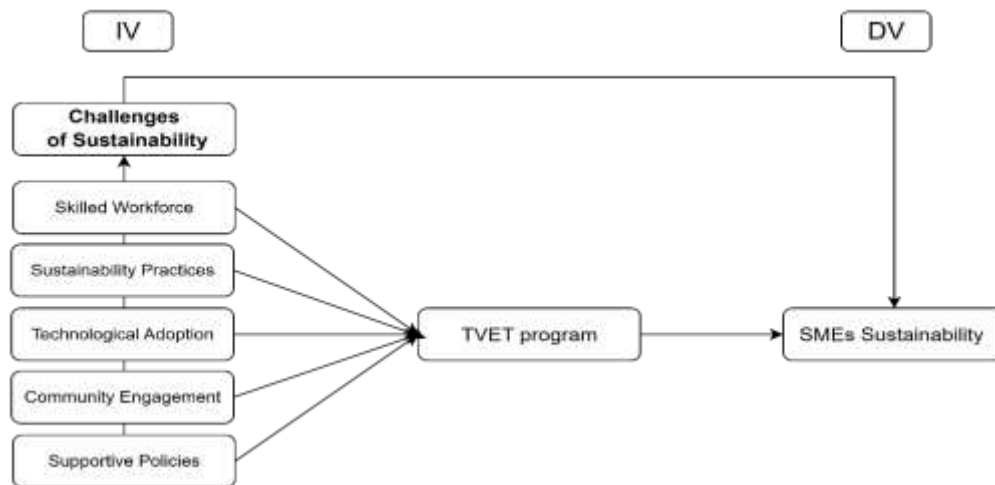 IV
DV
Challenges
of Sustainability
Skilled Workforce
Sustainability Practices
Technological Adoption
Community Engagement
Supportive Policies
TVET program
SMEs Sustainability